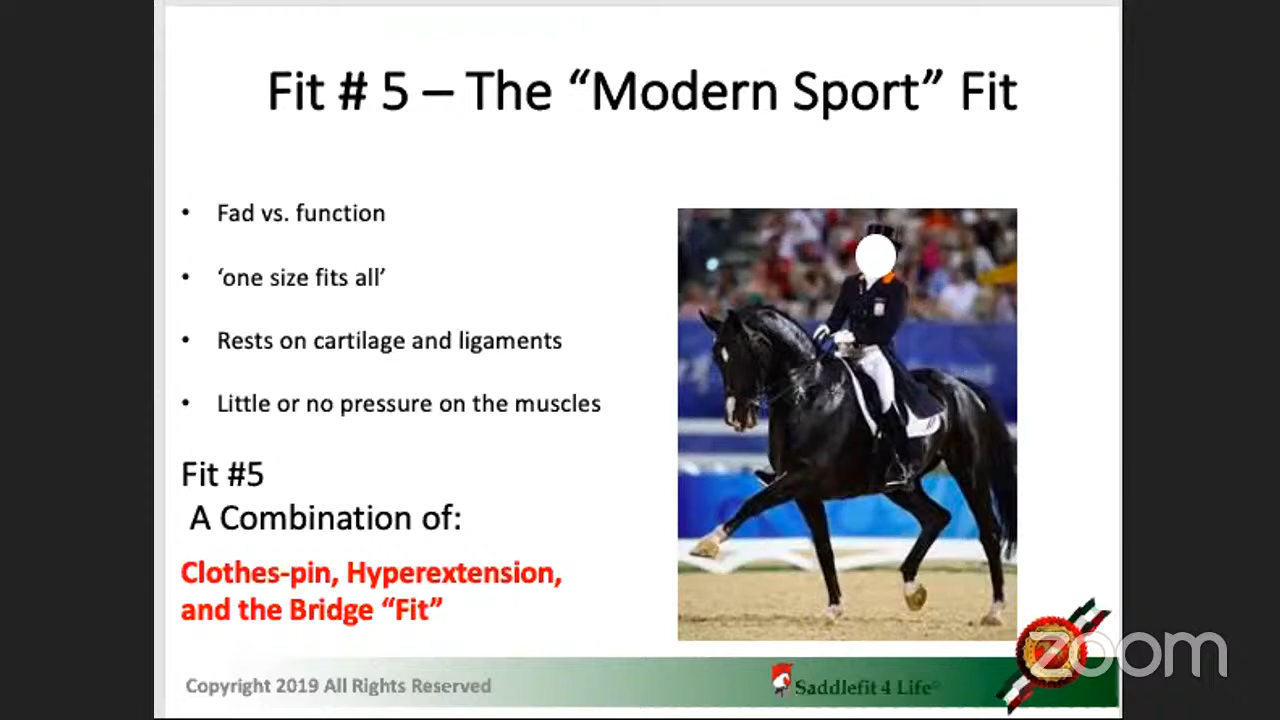 Fit # 5 – The “Modern Sport” Fit
• Fad vs. function
• ‘one size fits all’
• Rests on cartilage and ligaments
• Little or no pressure on the muscles
Fit #5
A Combination of:
Clothes-pin, Hyperextension,
and the Bridge “Fit”
Copyright 2019 All Rights Reserved
Saddlefit 4 Life®
zoom